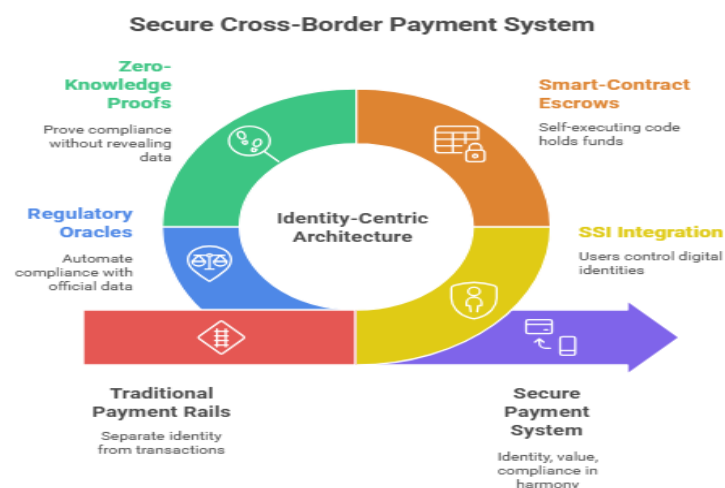 Secure Cross-Border Payment System
Zero-
Knowledge
Proofs
Prove compliance
without revealing
data
Smart-Contract
Escrows
Self-executing code
holds funds
Regulatory
Oracles
Automate
compliance with
official data
Identity-Centric
Architecture
SSI Integration
Users control digital
identities
Traditional
Payment Rails
Separate identity
from transactions
Secure
Payment
System
Identity, value,
compliance in
harmony